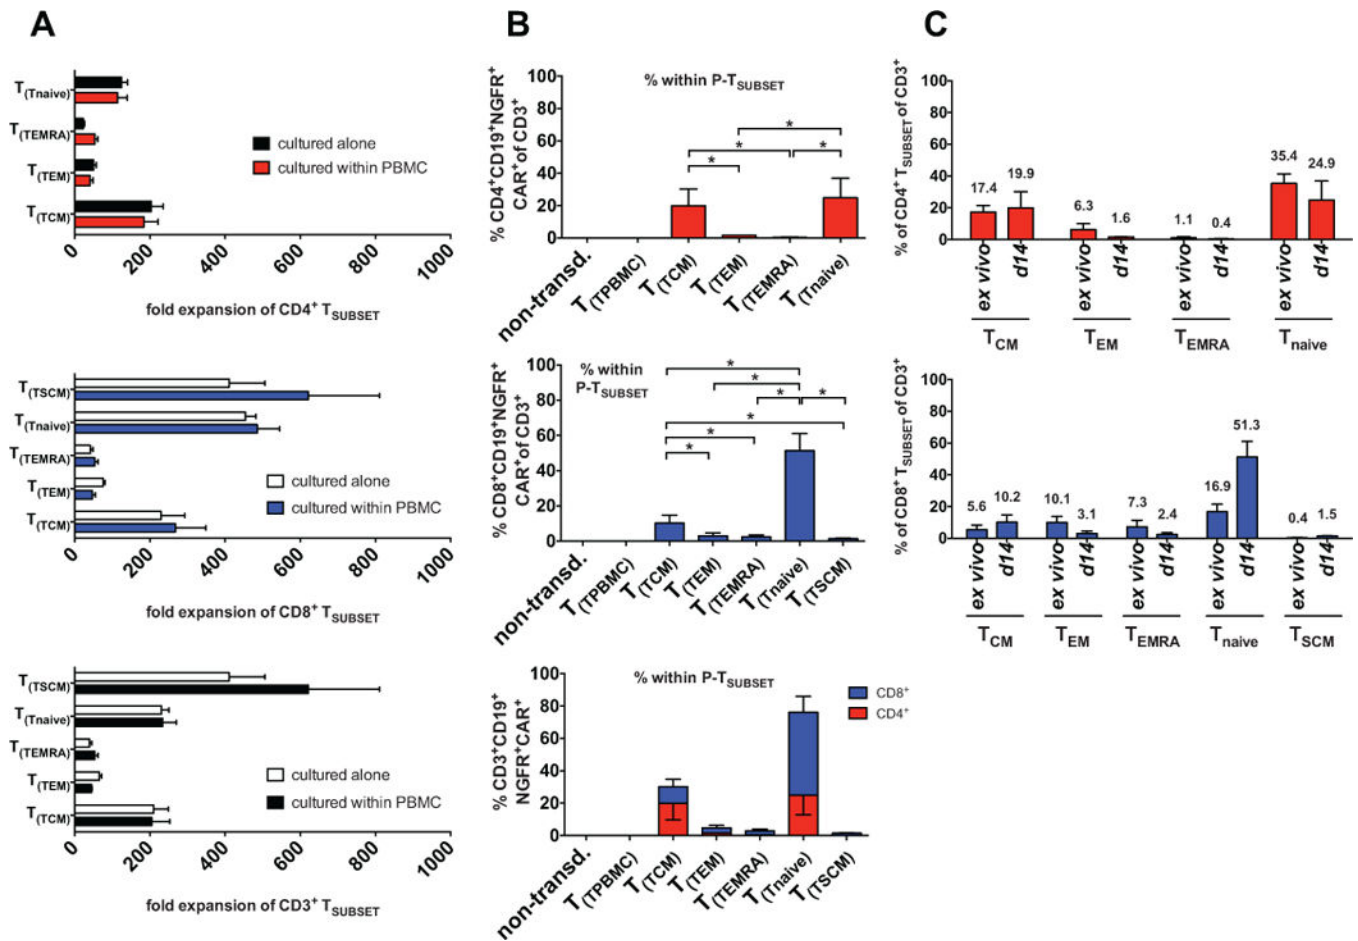 A
T(Tnaive)
T(TEMRA)
T(TEM)
T(TCM)
cultured alone
cultured within PBMC
0
200
400
600
800
1000
fold expansion of CD4+ TSUBSET
T(TSCM)
T(Tnaive)
T(TEMRA)
T(TEM)
T(TCM)
cultured alone
cultured within PBMC
0
200
400
600
800
1000
fold expansion of CD8+ TSUBSET
T(TSCM)
T(Tnaive)
T(TEMRA)
T(TEM)
T(TCM)
cultured alone
cultured within PBMC
0
200
400
600
800
1000
fold expansion of CD3+ TSUBSET
B
% CD4+CD19+NGFR+
CAR+of CD3+
100
80
60
40
20
0
% within P-TSUBSET
*
*
*
*
non-transd.
T(TPBMC)
T(TCM)
T(TEM)
T(TEMRA)
T(Tnaive)
% CD8+CD19+NGFR+
CAR+of CD3+
100
80
60
40
20
0
% within
P-TSUBSET
*
*
*
*
*
*
*
non-transd.
T(TPBMC)
T(TCM)
T(TEM)
T(TEMRA)
T(Tnaive)
T(TSCM)
% CD3+CD19+
NGFR+CAR+
100
80
60
40
20
0
% within P-TSUBSET
CD8+
CD4+
non-transd.
T(TPBMC)
T(TCM)
T(TEM)
T(TEMRA)
T(Tnaive)
T(TSCM)
C
% of CD4+ TSUBSET of CD3+
100
80
60
40
20
0
17.4
19.9
6.3
1.6
1.1
0.4
35.4
24.9
ex vivo
d14
ex vivo
d14
ex vivo
d14
ex vivo
d14
TCM
TEM
TEMRA
Tnaive
% of CD8+ TSUBSET of CD3+
100
80
60
40
20
0
5.6
10.2
10.1
3.1
7.3
2.4
16.9
51.3
0.4
1.5
ex vivo
d14
ex vivo
d14
ex vivo
d14
ex vivo
d14
ex vivo
d14
TCM
TEM
TEMRA
Tnaive
TSCM